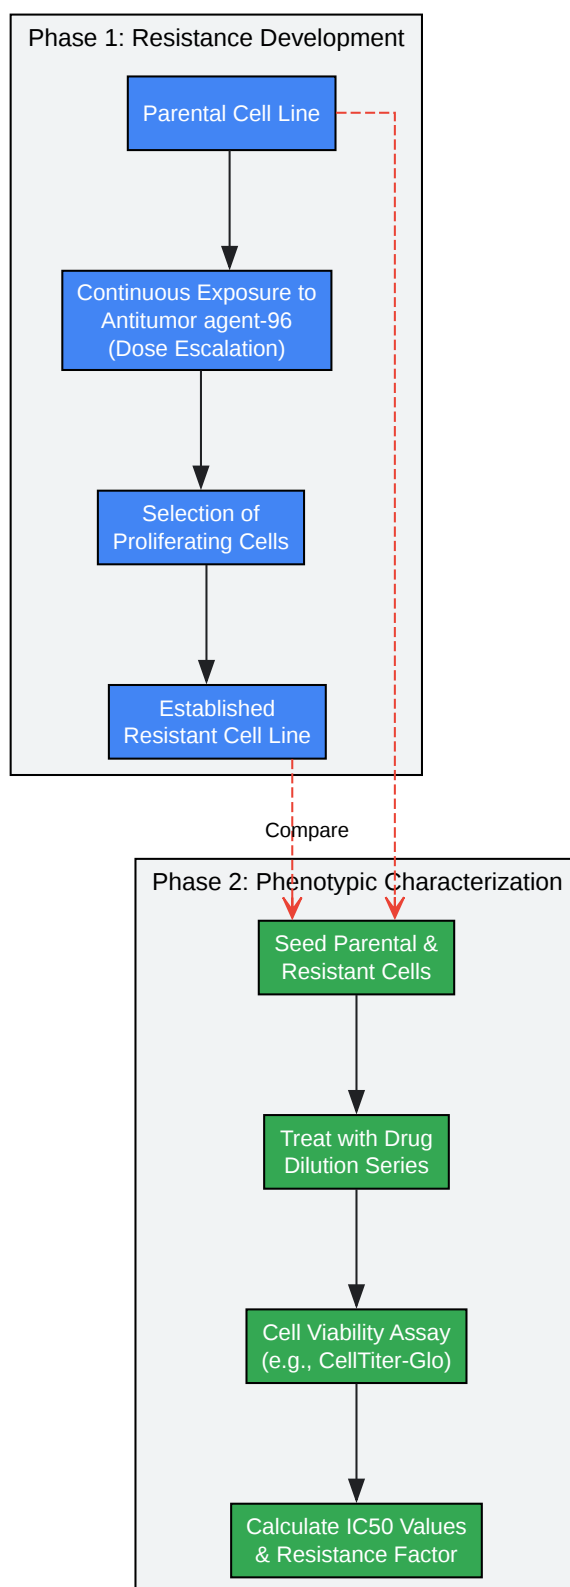 Phase 1: Resistance Development
Parental Cell Line
Continuous Exposure to
Antitumor agent-96
(Dose Escalation)
Selection of
Proliferating Cells
Established
Resistant Cell Line
Compare
Phase 2: Phenotypic Characterization
Seed Parental &
Resistant Cells
Treat with Drug
Dilution Series
Cell Viability Assay
(e.g., CellTiter-Glo)
Calculate IC50 Values
& Resistance Factor